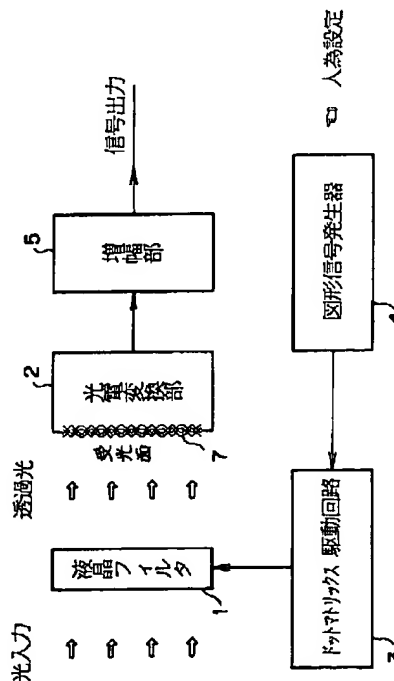 光入力
透過光
信号出力
2
5
液晶フィルタ
1
受光面
7
光電変換部
増幅部
ドットマトリックス 駆動回路
図形信号発生器
人為設定